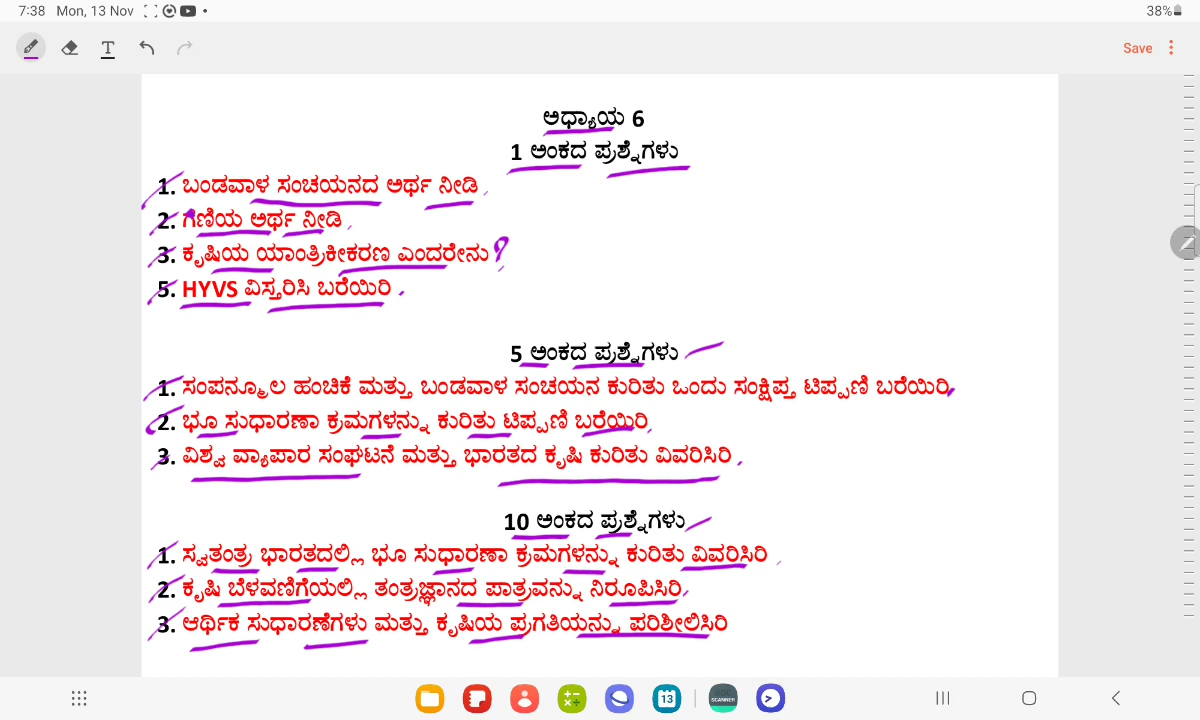 7:38 Mon, 13 Nov
38%
T
Save
ಅಧ್ಯಾಯ 6
1 ಅಂಕದ ಪ್ರಶ್ನೆಗಳು
1. ಬಂಡವಾಳ ಸಂಚಯನದ ಅರ್ಥ ನೀಡಿ
2. ಗೆಣಿಯ ಅರ್ಥ ನೀಡಿ
3. ಕೃಷಿಯ ಯಾಂತ್ರಿಕೀಕರಣ ಎಂದರೇನು?
5. HYVS ವಿಸ್ತರಿಸಿ ಬರೆಯಿರಿ
5 ಅಂಕದ ಪ್ರಶ್ನೆಗಳು
1. ಸಂಪನ್ಮೂಲ ಹಂಚಿಕೆ ಮತ್ತು ಬಂಡವಾಳ ಸಂಚಯನ ಕುರಿತು ಒಂದು ಸಂಕ್ಷಿಪ್ತ ಟಿಪ್ಪಣಿ ಬರೆಯಿರಿ
2. ಭೂ ಸುಧಾರಣಾ ಕ್ರಮಗಳನ್ನು ಕುರಿತು ಟಿಪ್ಪಣಿ ಬರೆಯಿರಿ
3. ವಿಶ್ವ ವ್ಯಾಪಾರ ಸಂಘಟನೆ ಮತ್ತು ಭಾರತದ ಕೃಷಿ ಕುರಿತು ವಿವರಿಸಿರಿ
10 ಅಂಕದ ಪ್ರಶ್ನೆಗಳು
1. ಸ್ವತಂತ್ರ ಭಾರತದಲ್ಲಿ ಭೂ ಸುಧಾರಣಾ ಕ್ರಮಗಳನ್ನು ಕುರಿತು ವಿವರಿಸಿರಿ
2. ಕೃಷಿ ಬೆಳವಣಿಗೆಯಲ್ಲಿ ತಂತ್ರಜ್ಞಾನದ ಪಾತ್ರವನ್ನು ನಿರೂಪಿಸಿರಿ
3. ಆರ್ಥಿಕ ಸುಧಾರಣೆಗಳು ಮತ್ತು ಕೃಷಿಯ ಪ್ರಗತಿಯನ್ನು ಪರಿಶೀಲಿಸಿರಿ
13
SCANNER